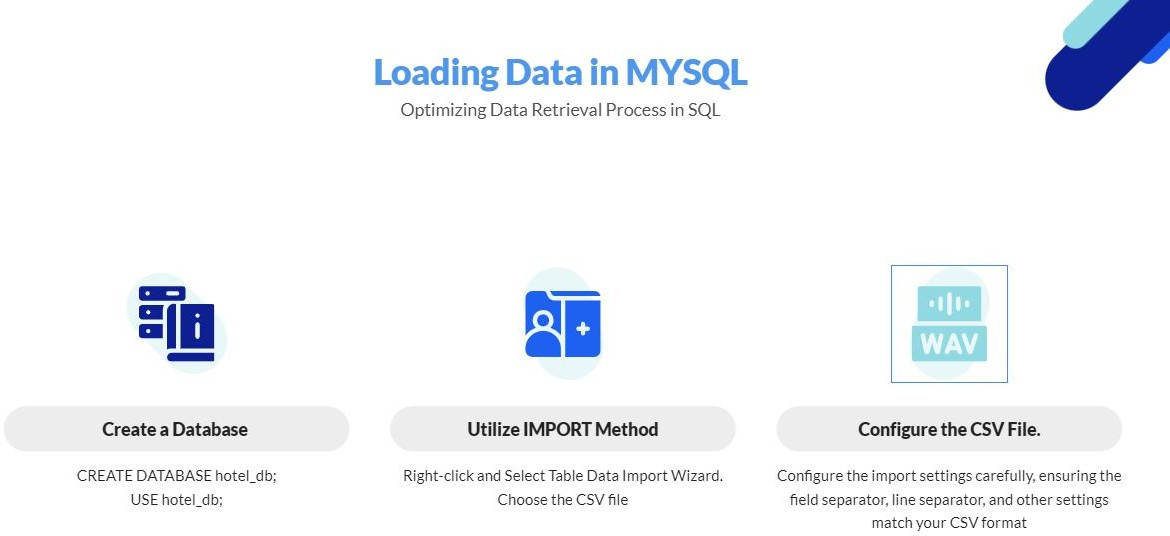 Loading Data in MYSQL
Optimizing Data Retrieval Process in SQL
WAV
Create a Database
CREATE DATABASE hotel_db;
USE hotel_db;
Utilize IMPORT Method
Right-click and Select Table Data Import Wizard.
Choose the CSV file
Configure the CSV File.
Configure the import settings carefully, ensuring the
field separator, line separator, and other settings
match your CSV format